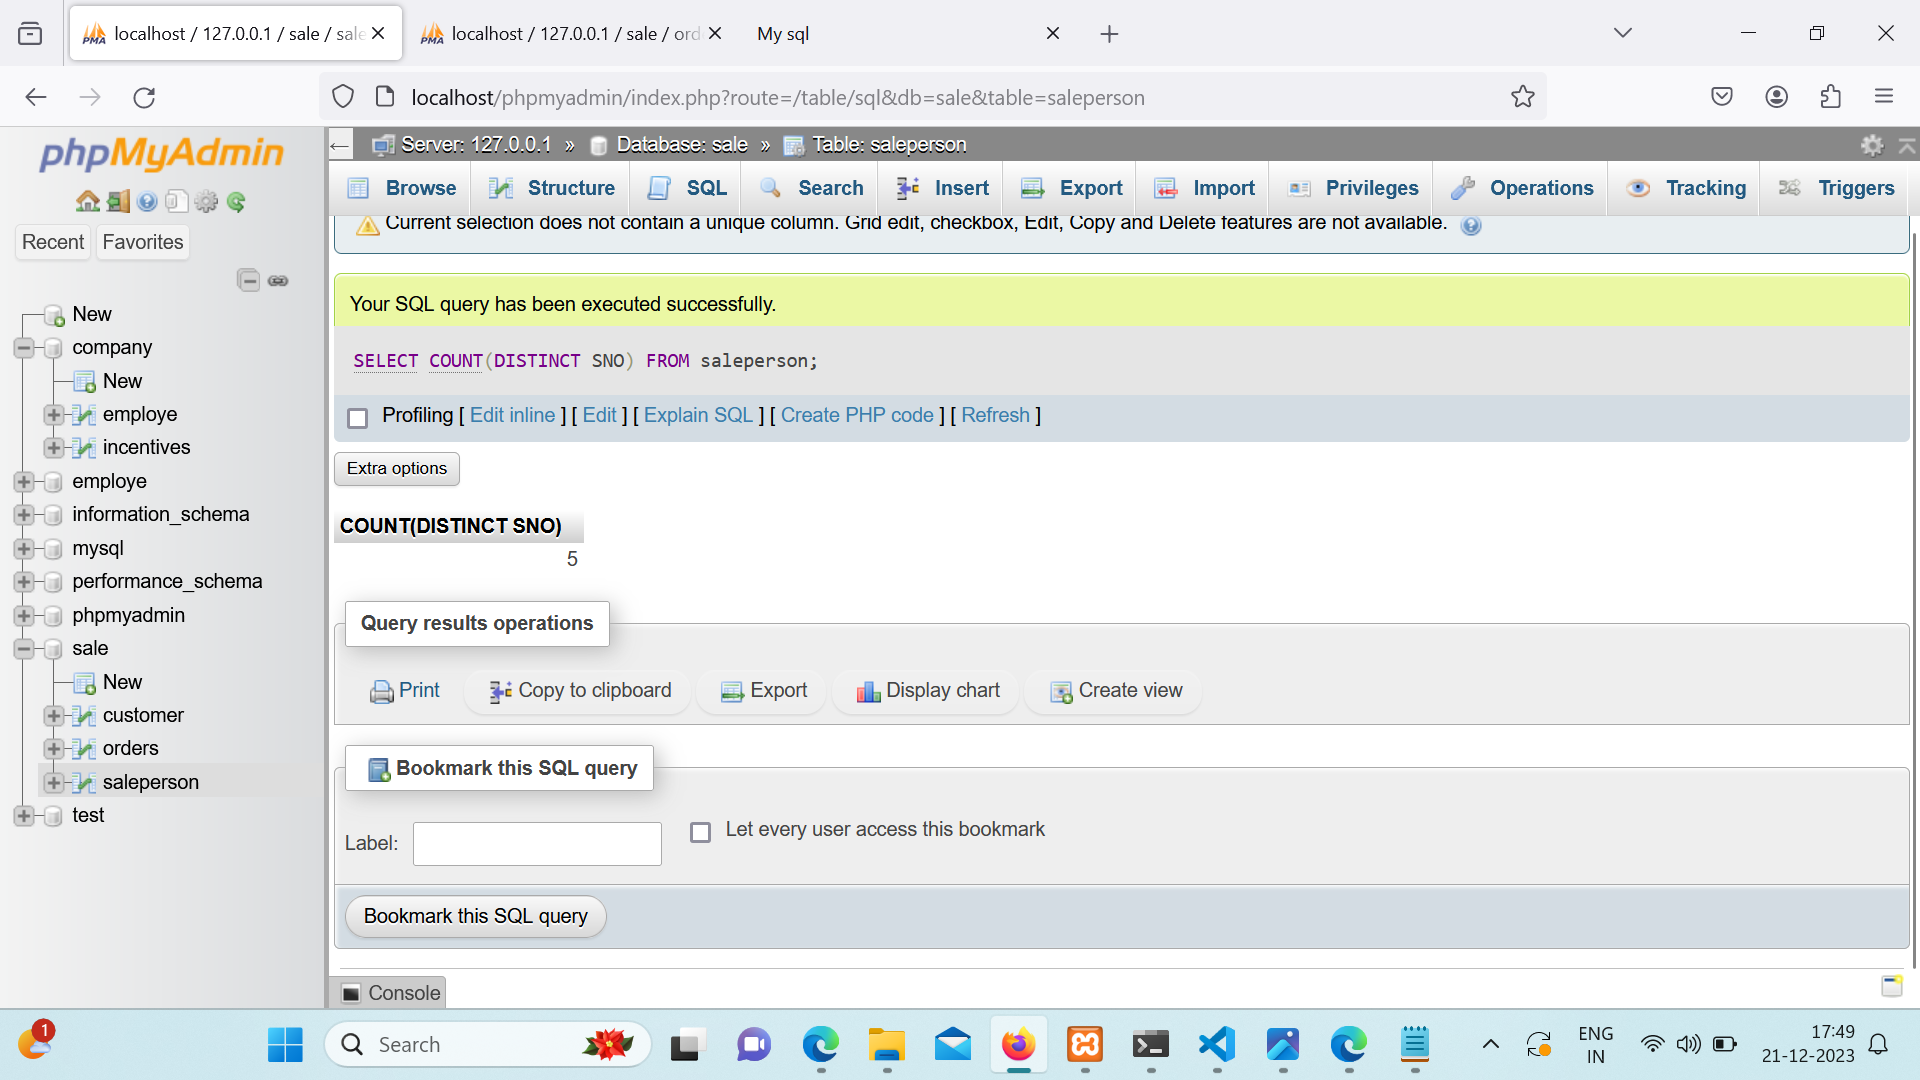 localhost / 127.0.0.1 / sale / sale
localhost / 127.0.0.1 / sale / ord
My sql
localhost/phpmyadmin/index.php?route=/table/sql&db=sale&table=saleperson
phpMyAdmin
Recent
Favorites
New
company
New
employe
incentives
employe
information_schema
mysql
performance_schema
phpmyadmin
sale
New
customer
orders
saleperson
test
Server: 127.0.0.1 » Database: sale » Table: saleperson
Browse
Structure
SQL
Search
Insert
Export
Import
Privileges
Operations
Tracking
Triggers
Current selection does not contain a unique column. Grid edit, checkbox, Edit, Copy and Delete features are not available.
Your SQL query has been executed successfully.
SELECT COUNT(DISTINCT SNO) FROM saleperson;
Profiling [ Edit inline ] [ Edit ] [ Explain SQL ] [ Create PHP code ] [ Refresh ]
Extra options
COUNT(DISTINCT SNO)
5
Query results operations
Print
Copy to clipboard
Export
Display chart
Create view
Bookmark this SQL query
Label:
Let every user access this bookmark
Bookmark this SQL query
Console
1
Search
ENG
IN
17:49
21-12-2023